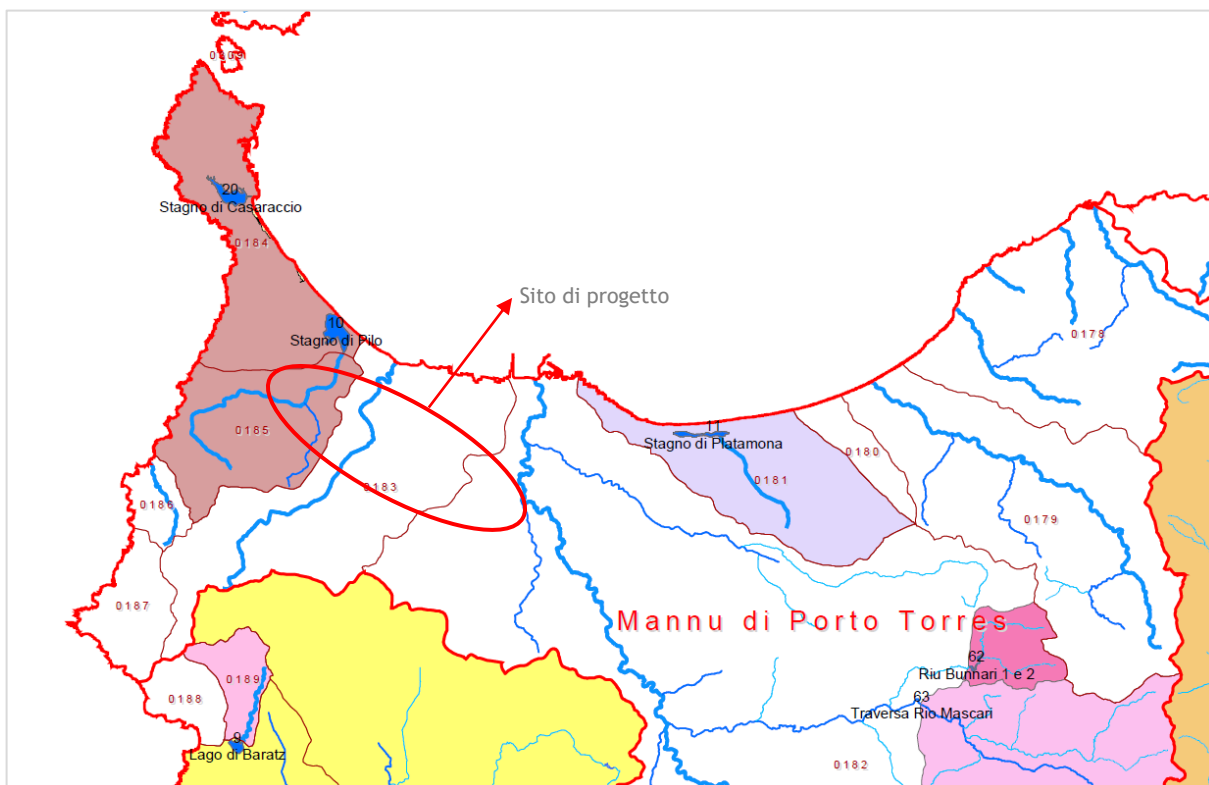 0409
20
Stagno di Casaraccio
0184
Sito di progetto
10
Stagno di Pilo
0178
0185
0183
11
Stagno di Platamona
0180
0181
0186
0179
0187
Mannu di Porto Torres
62
Riu Bunnari 1 e 2
0189
0188
63
Traversa Rio Mascari
9
Lago di Baratz
0182